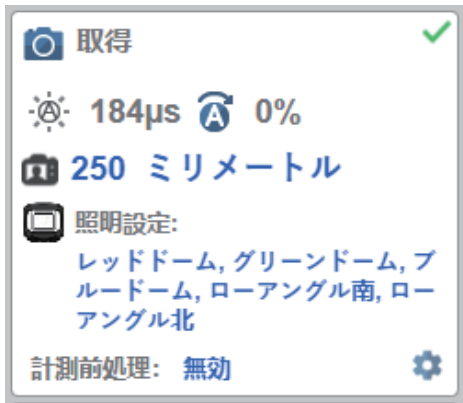 取得
184µs 0%
250 ミリメートル
照明設定:
レッドドーム, グリーンドーム, ブ
ルードーム, ローアングル南, ロー
アングル北
計測前処理: 無効